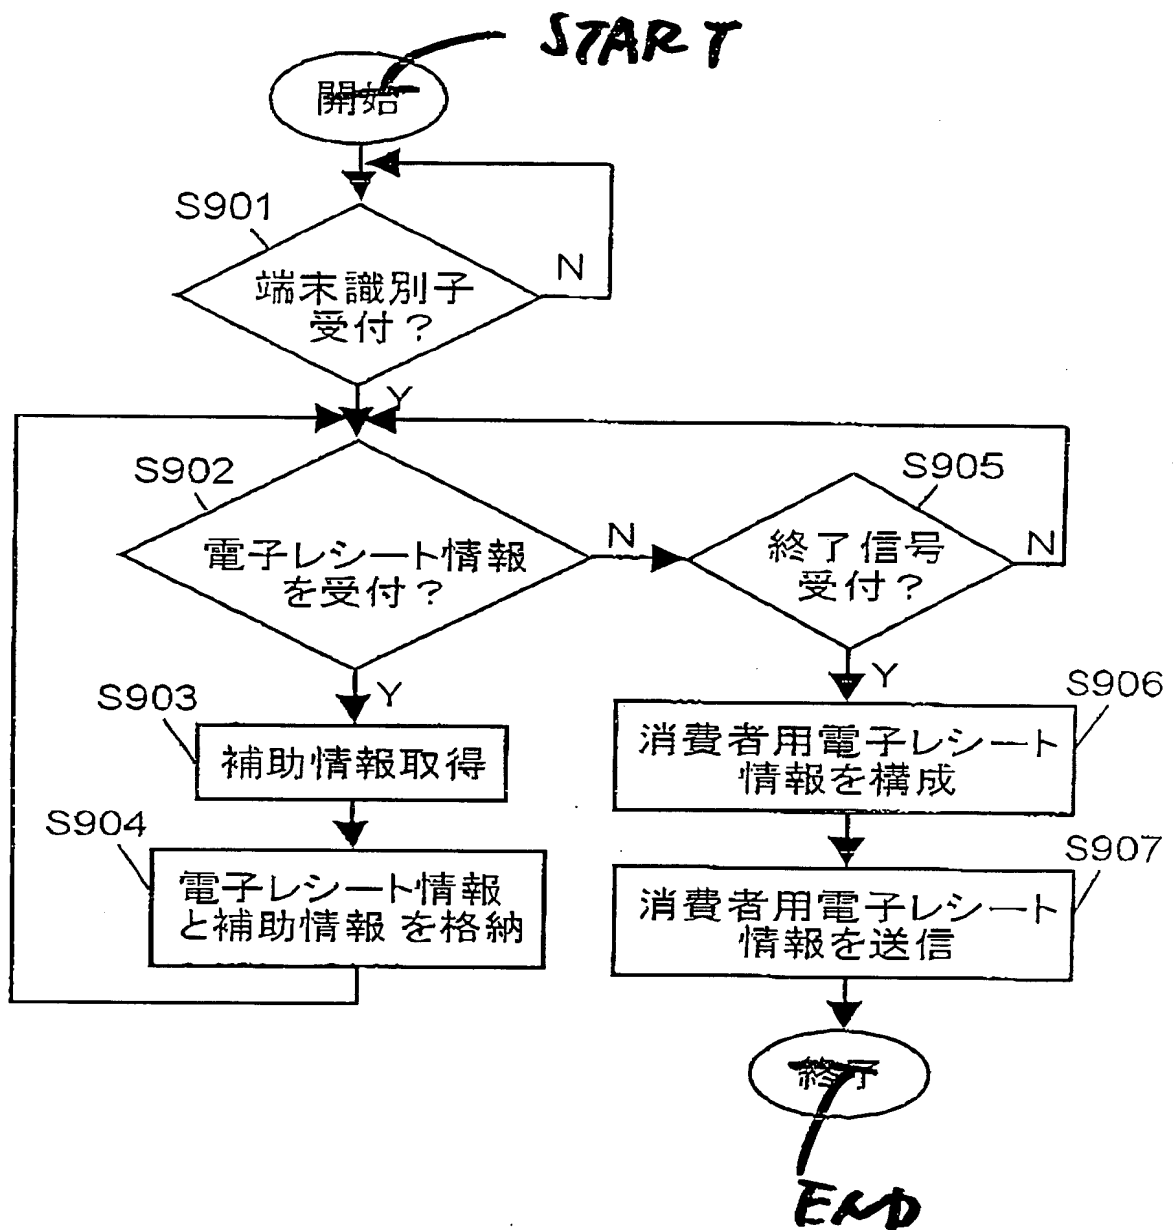 START
開始
S901
端末識別子
受付?
N
Y
S902
電子レシート情報
を受付?
N
S905
終了信号
受付?
N
Y
Y
S903
補助情報取得
S906
消費者用電子レシート
情報を構成
S904
電子レシート情報
と補助情報を格納
S907
消費者用電子レシート
情報を送信
終了
END